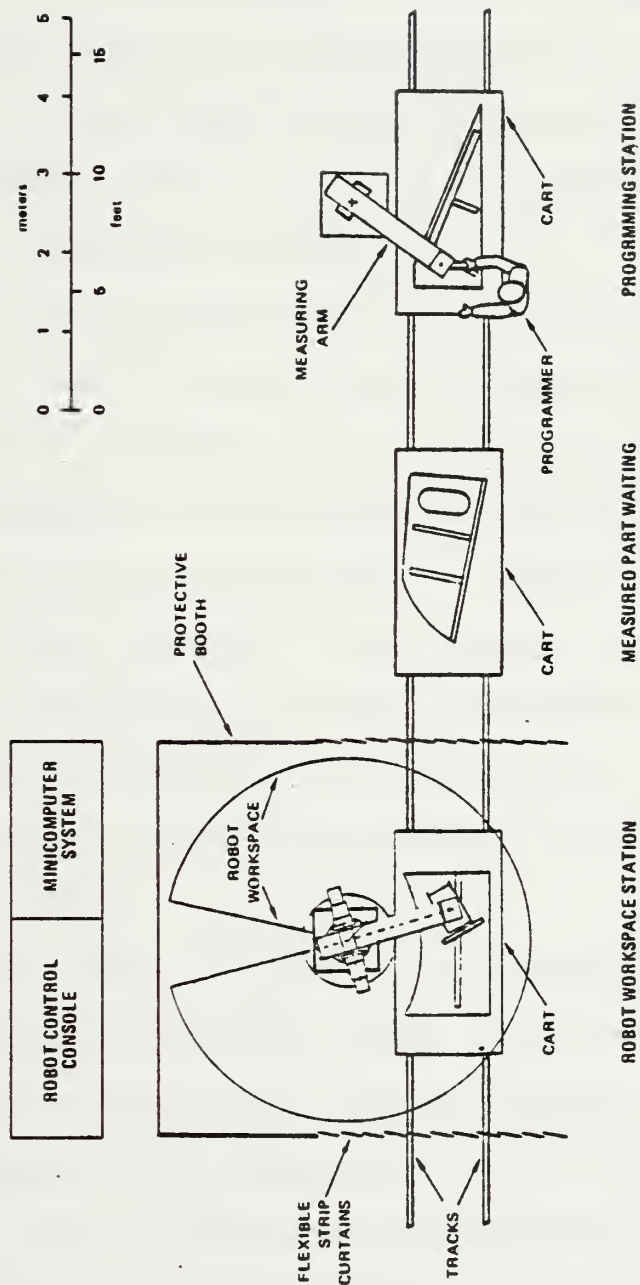 ROBOT CONTROL
CONSOLE
MINICOMPUTER
SYSTEM
meters
0 1 2 3 4 5
feet
0 5 10 15
PROTECTIVE
BOOTH
ROBOT
WORKSPACE
MEASURING
ARM
FLEXIBLE
STRIP
CURTAINS
TRACKS
CART
CART
PROGRAMMER
CART
ROBOT WORKSPACE STATION
MEASURED PART WAITING
PROGRAMMING STATION